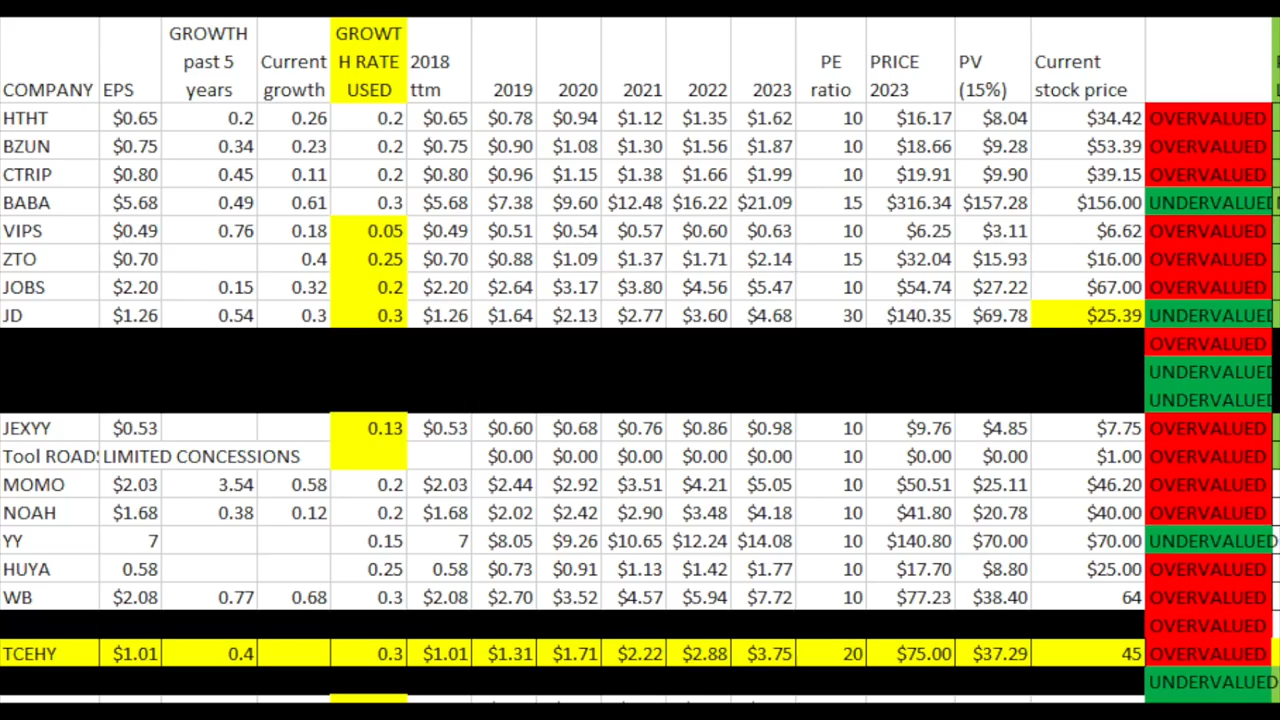 GROWTH GROWT
past 5 Current H RATE 2018 PE PRICE PV Current
COMPANY EPS years growth USED ttm 2019 2020 2021 2022 2023 ratio 2023 (15%) stock price
HTHT $0.65 0.2 0.26 0.2 $0.65 $0.78 $0.94 $1.12 $1.35 $1.62 10 $16.17 $8.04 $34.42 OVERVALUED
BZUN $0.75 0.34 0.23 0.2 $0.75 $0.90 $1.08 $1.30 $1.56 $1.87 10 $18.66 $9.28 $53.39 OVERVALUED
CTRIP $0.80 0.45 0.11 0.2 $0.80 $0.96 $1.15 $1.38 $1.66 $1.99 10 $19.91 $9.90 $39.15 OVERVALUED
BABA $5.68 0.49 0.61 0.3 $5.68 $7.38 $9.60 $12.48 $16.22 $21.09 15 $316.34 $157.28 $156.00 UNDERVALUED
VIPS $0.49 0.76 0.18 0.05 $0.49 $0.51 $0.54 $0.57 $0.60 $0.63 10 $6.25 $3.11 $6.62 OVERVALUED
ZTO $0.70 0.4 0.25 $0.70 $0.88 $1.09 $1.37 $1.71 $2.14 15 $32.04 $15.93 $16.00 OVERVALUED
JOBS $2.20 0.15 0.32 0.2 $2.20 $2.64 $3.17 $3.80 $4.56 $5.47 10 $54.74 $27.22 $67.00 OVERVALUED
JD $1.26 0.54 0.3 0.3 $1.26 $1.64 $2.13 $2.77 $3.60 $4.68 30 $140.35 $69.78 $25.39 UNDERVALUED
OVERVALUED
UNDERVALUED
UNDERVALUED
JEXYY $0.53 0.13 $0.53 $0.60 $0.68 $0.76 $0.86 $0.98 10 $9.76 $4.85 $7.75 OVERVALUED
Tool ROADS LIMITED CONCESSIONS $0.00 $0.00 $0.00 $0.00 $0.00 10 $0.00 $0.00 $1.00 OVERVALUED
MOMO $2.03 3.54 0.58 0.2 $2.03 $2.44 $2.92 $3.51 $4.21 $5.05 10 $50.51 $25.11 $46.20 OVERVALUED
NOAH $1.68 0.38 0.12 0.2 $1.68 $2.02 $2.42 $2.90 $3.48 $4.18 10 $41.80 $20.78 $40.00 OVERVALUED
YY 7 0.15 7 $8.05 $9.26 $10.65 $12.24 $14.08 10 $140.80 $70.00 $70.00 UNDERVALUED
HUYA 0.58 0.25 0.58 $0.73 $0.91 $1.13 $1.42 $1.77 10 $17.70 $8.80 $25.00 OVERVALUED
WB $2.08 0.77 0.68 0.3 $2.08 $2.70 $3.52 $4.57 $5.94 $7.72 10 $77.23 $38.40 64 OVERVALUED
OVERVALUED
TCEHY $1.01 0.4 0.3 $1.01 $1.31 $1.71 $2.22 $2.88 $3.75 20 $75.00 $37.29 45 OVERVALUED
UNDERVALUED